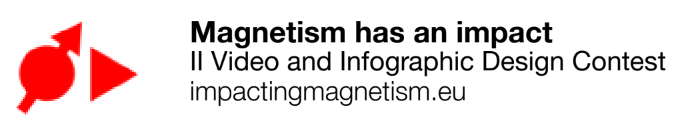 Magnetism has an impact
II Video and Infographic Design Contest
impactingmagnetism.eu